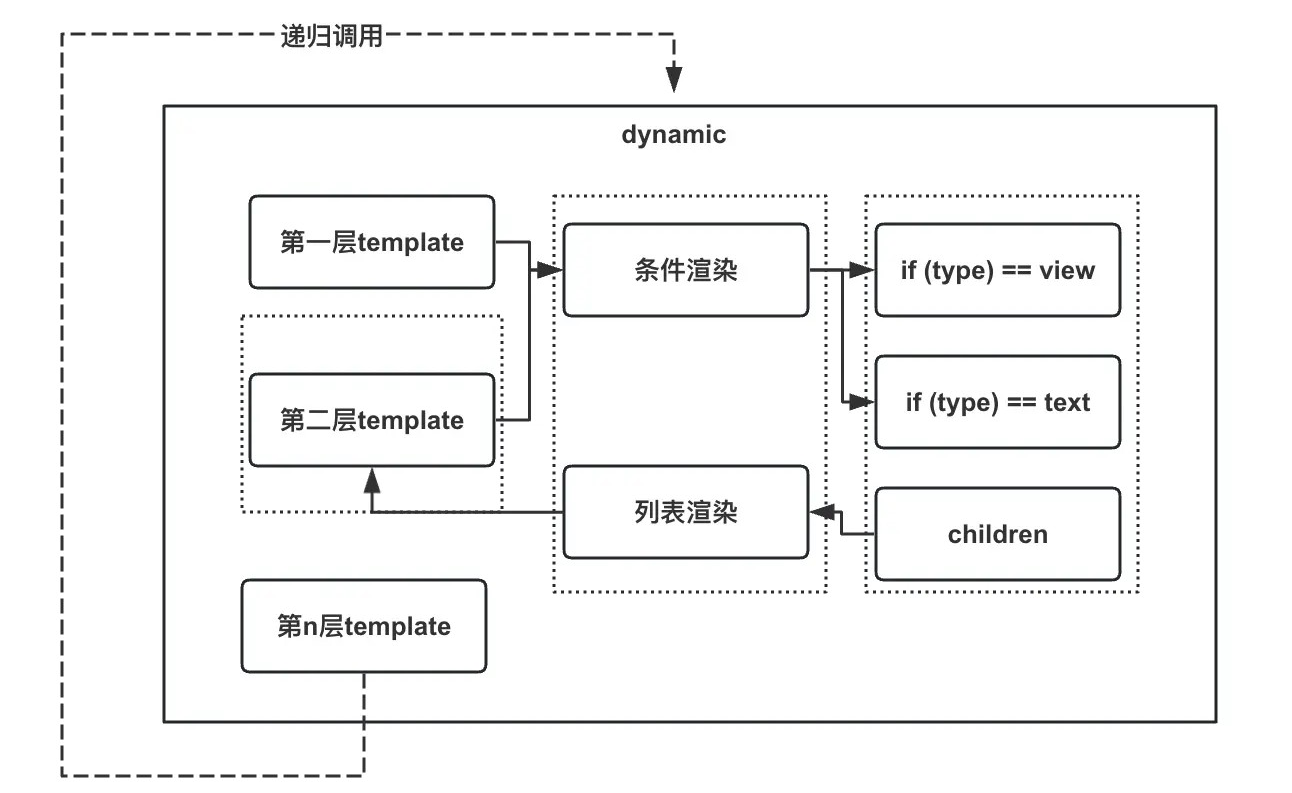 递归调用
dynamic
第一层template
条件渲染
if (type) == view
第二层template
if (type) == text
列表渲染
children
第n层template